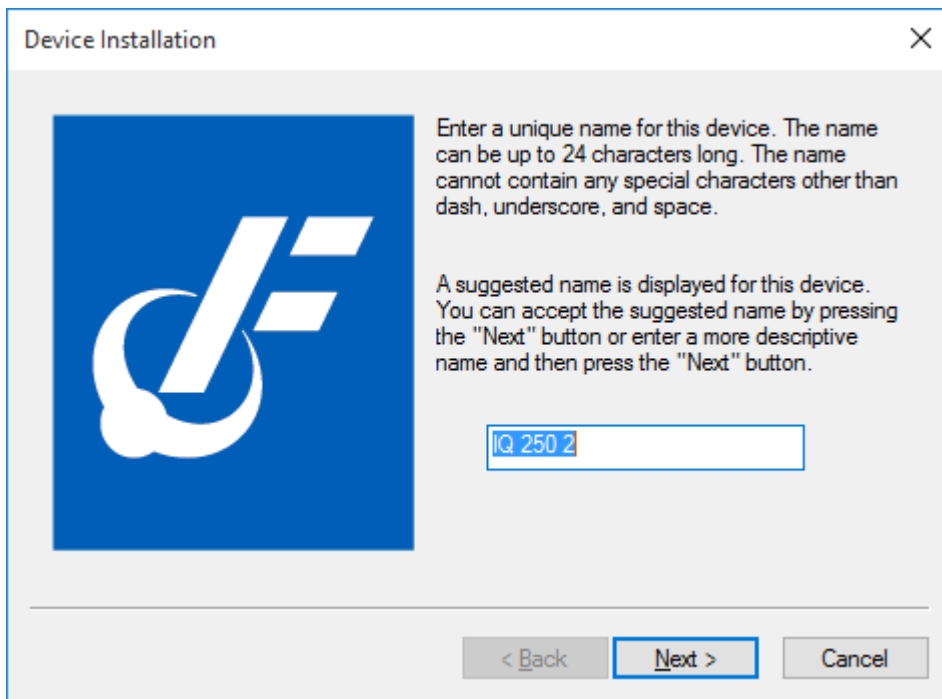 Device Installation
Enter a unique name for this device. The name
can be up to 24 characters long. The name
cannot contain any special characters other than
dash, underscore, and space.
A suggested name is displayed for this device.
You can accept the suggested name by pressing
the "Next" button or enter a more descriptive
name and then press the "Next" button.
IQ 250 2
< Back
Next >
Cancel